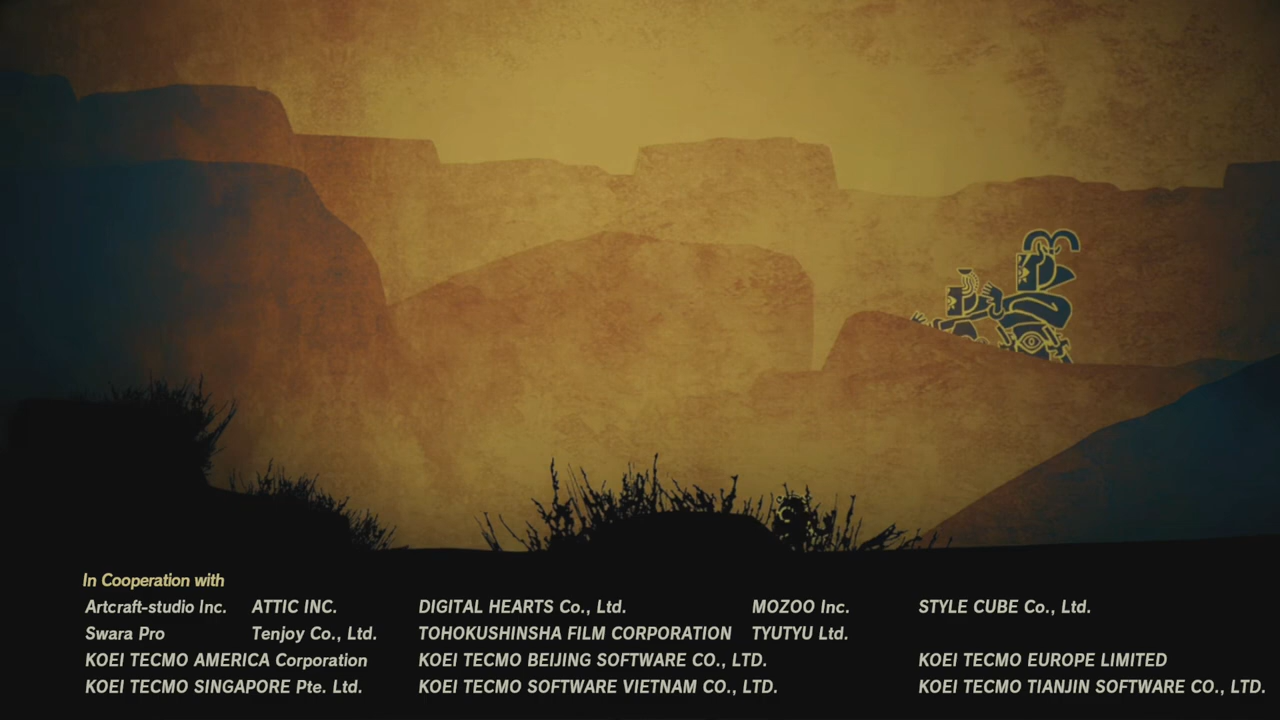 In Cooperation with
Artcraft-studio Inc. ATTIC INC. DIGITAL HEARTS Co., Ltd. MOZOO Inc. STYLE CUBE Co., Ltd.
Swara Pro Tenjoy Co., Ltd. TOHOKUSHINSHA FILM CORPORATION TYUTYU Ltd.
KOEI TECMO AMERICA Corporation KOEI TECMO BEIJING SOFTWARE CO., LTD. KOEI TECMO EUROPE LIMITED
KOEI TECMO SINGAPORE Pte. Ltd. KOEI TECMO SOFTWARE VIETNAM CO., LTD. KOEI TECMO TIANJIN SOFTWARE CO., LTD.